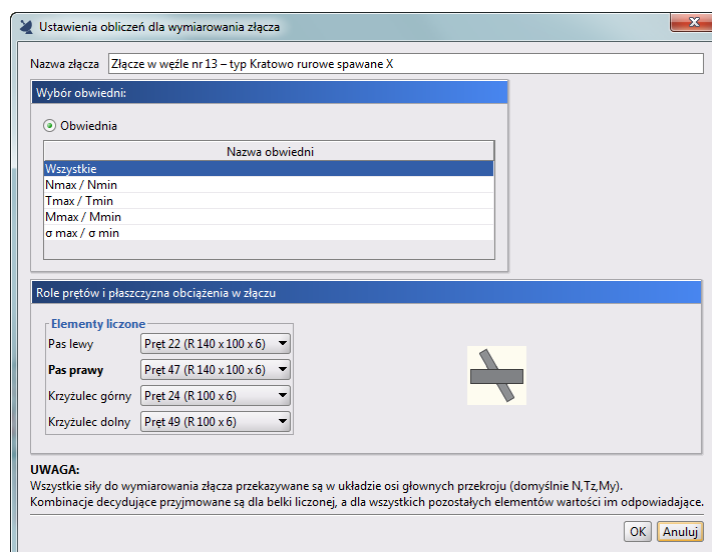 Ustawienia obliczeń dla wymiarowania złącza
Nazwa złącza Złącze w węźle nr 13 – typ Kratowo rurowe spawane X
Wybór obwiedni:
Obwiednia
Nazwa obwiedni
Wszystkie
Nmax / Nmin
Tmax / Tmin
Mmax / Mmin
σ max / σ min
Role prętów i płaszczyzna obciążenia w złączu
Elementy liczone
Pas lewy Pręt 22 (R 140 x 100 x 6)
Pas prawy Pręt 47 (R 140 x 100 x 6)
Krzyżulec górny Pręt 24 (R 100 x 6)
Krzyżulec dolny Pręt 49 (R 100 x 6)
UWAGA:
Wszystkie siły do wymiarowania złącza przekazywane są w układzie osi głownych przekroju (domyślnie N,Tz,My).
Kombinacje decydujące przyjmowane są dla belki liczonej, a dla wszystkich pozostałych elementów wartości im odpowiadające.
OK Anuluj